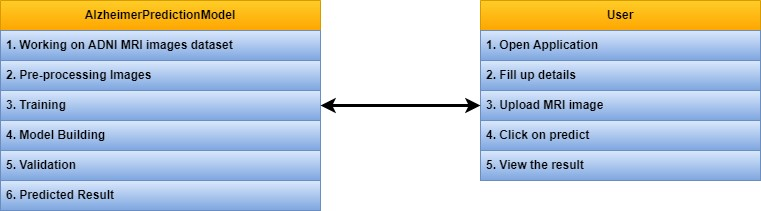 AlzheimerPredictionModel
1. Working on ADNI MRI images dataset
2. Pre-processing Images
3. Training
4. Model Building
5. Validation
6. Predicted Result
User
1. Open Application
2. Fill up details
3. Upload MRI image
4. Click on predict
5. View the result